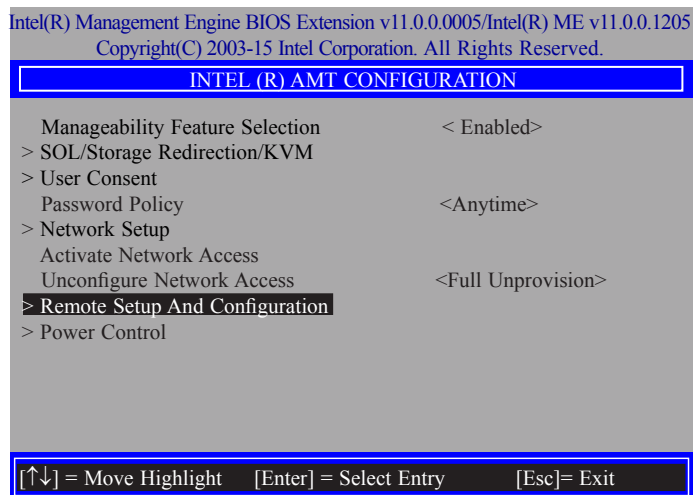 Intel(R) Management Engine BIOS Extension v11.0.0.0005/Intel(R) ME v11.0.0.1205
Copyright(C) 2003-15 Intel Corporation. All Rights Reserved.
INTEL (R) AMT CONFIGURATION
Manageability Feature Selection < Enabled>
> SOL/Storage Redirection/KVM
> User Consent
Password Policy <Anytime>
> Network Setup
Activate Network Access
Unconfigure Network Access <Full Unprovision>
> Remote Setup And Configuration
> Power Control
[↑↓] = Move Highlight [Enter] = Select Entry [Esc]= Exit